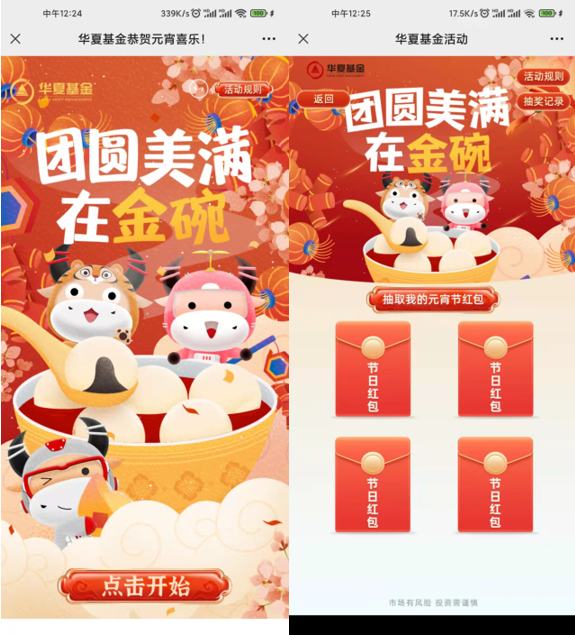 中午12:24
339K/s
华夏基金恭贺元宵喜乐！
华夏基金
活动规则
团圆美满
在金碗
点击开始
中午12:25
17.5K/s
华夏基金活动
华夏基金
活动规则
返回
抽奖记录
团圆美满
在金碗
抽取我的元宵节红包
节日红包
节日红包
节日红包
节日红包
市场有风险 投资需谨慎